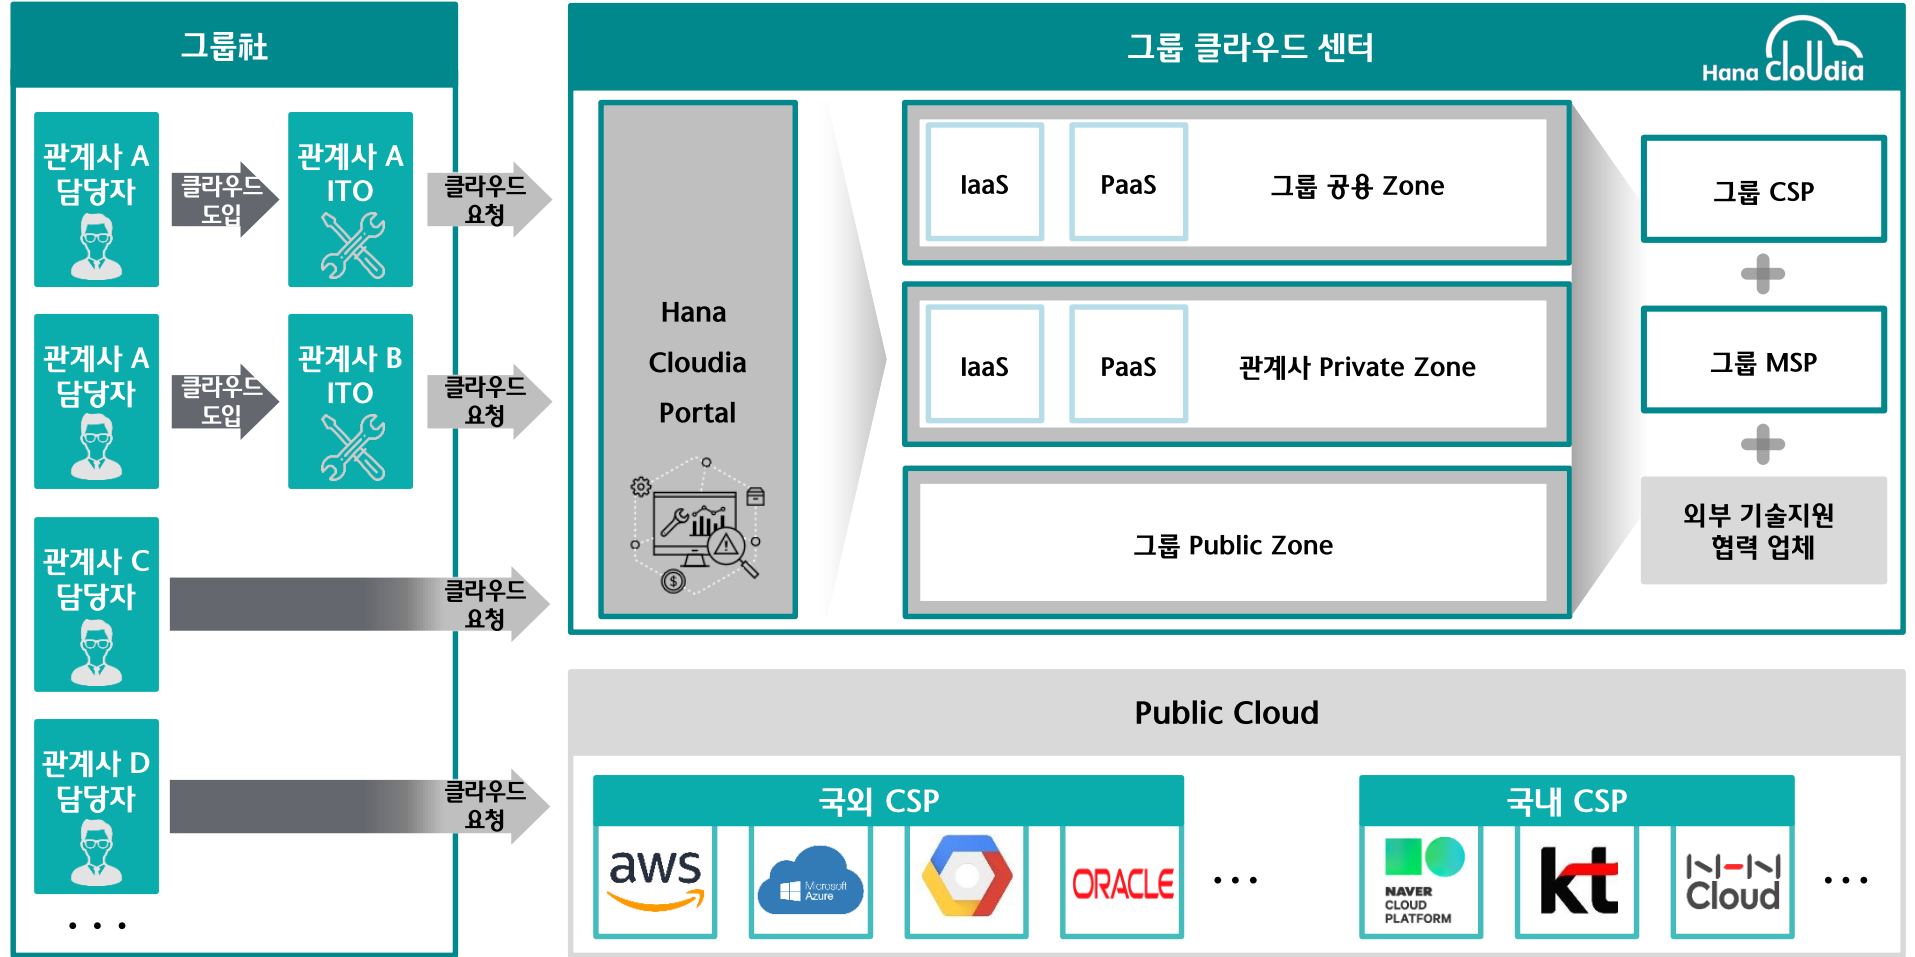 그룹社
관계사 A
담당자
클라우드
도입
관계사 A
ITO
클라우드
요청
관계사 A
담당자
클라우드
도입
관계사 B
ITO
클라우드
요청
관계사 C
담당자
클라우드
요청
관계사 D
담당자
클라우드
요청
• • •
그룹 클라우드 센터
Hana Cloudia
Hana
Cloudia
Portal
IaaS
PaaS
그룹 공용 Zone
IaaS
PaaS
관계사 Private Zone
그룹 Public Zone
그룹 CSP
그룹 MSP
외부 기술지원
협력 업체
Public Cloud
국외 CSP
aws
Microsoft
Azure
ORACLE
• • •
국내 CSP
NAVER
CLOUD
PLATFORM
kt
NHN
Cloud
• • •